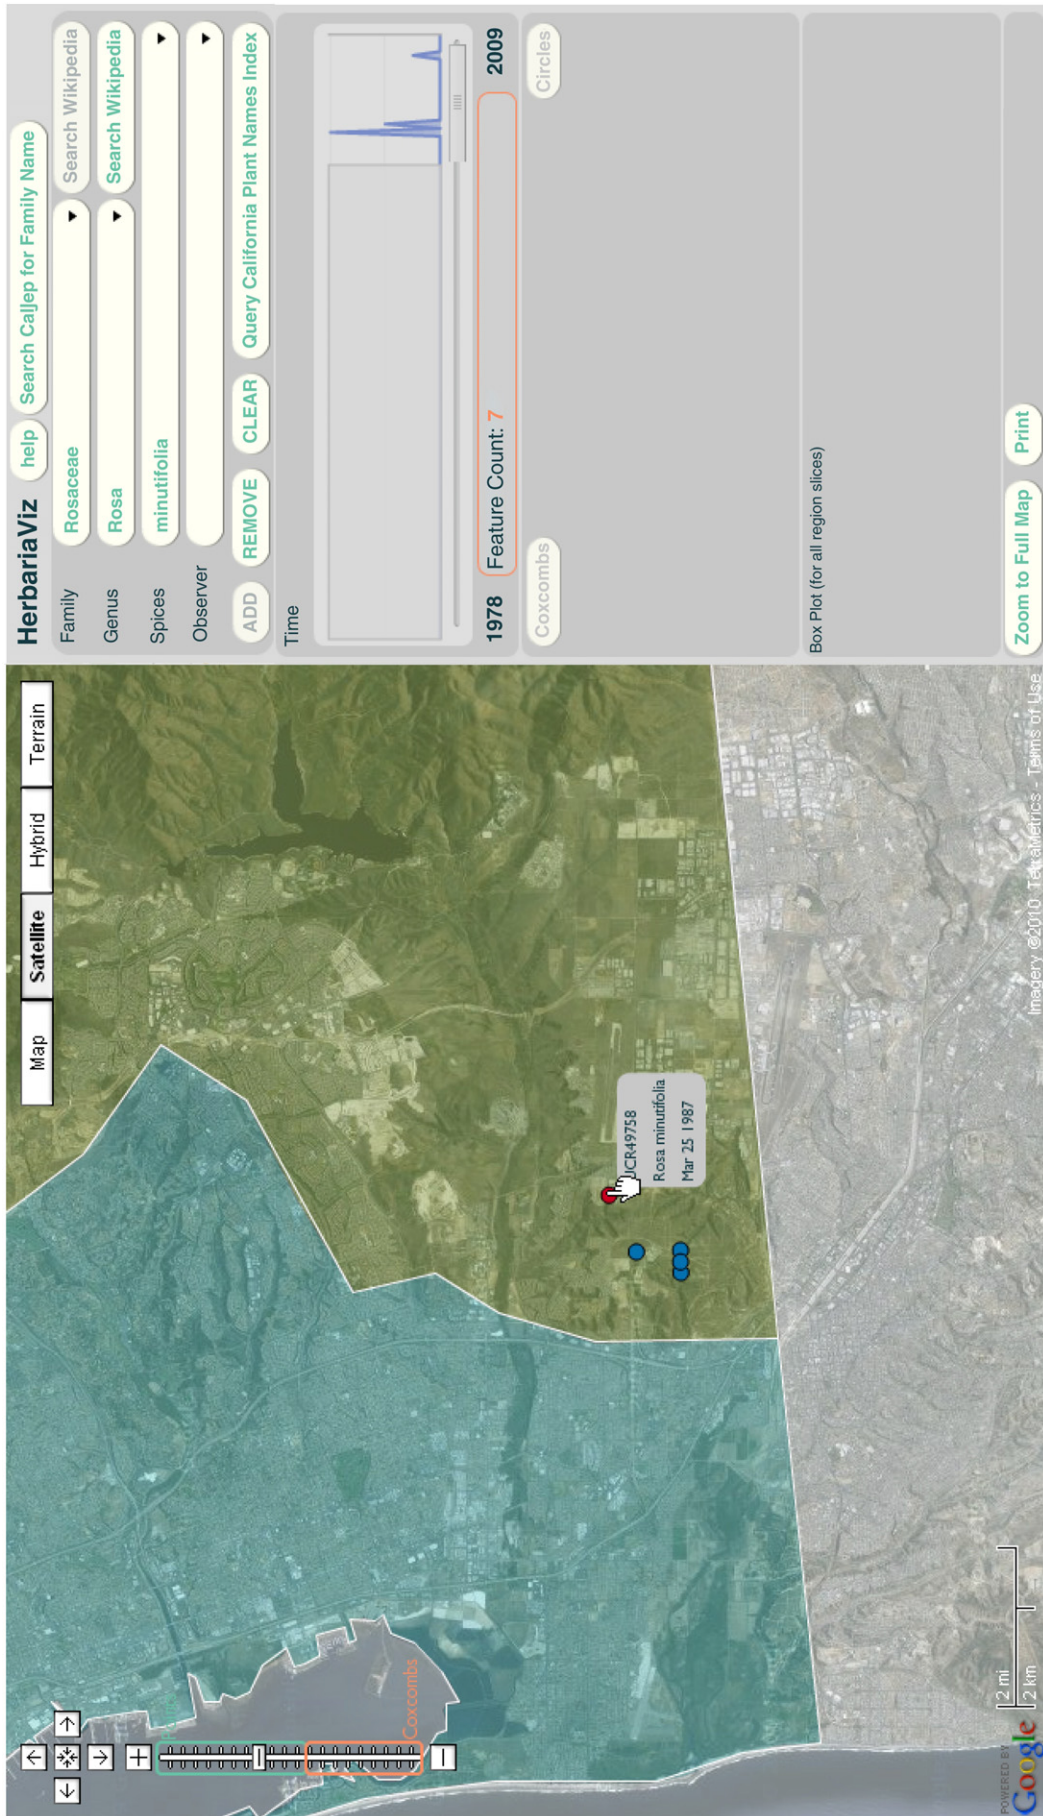 Map
Satellite
Hybrid
Terrain
Coxcombs
JCR49758
Rosa minutifolia
Mar 25 1987
2 mi
2 km
POWERED BY
Google
Imagery ©2010 TerraMetrics - Terms of Use
HerbariaViz
help
Search CalJep for Family Name
Family
Rosaceae
Search Wikipedia
Genus
Rosa
Search Wikipedia
Spices
minutifolia
Observer
ADD
REMOVE
CLEAR
Query California Plant Names Index
Time
1978
Feature Count: 7
2009
Coxcombs
Circles
Box Plot (for all region slices)
Zoom to Full Map
Print